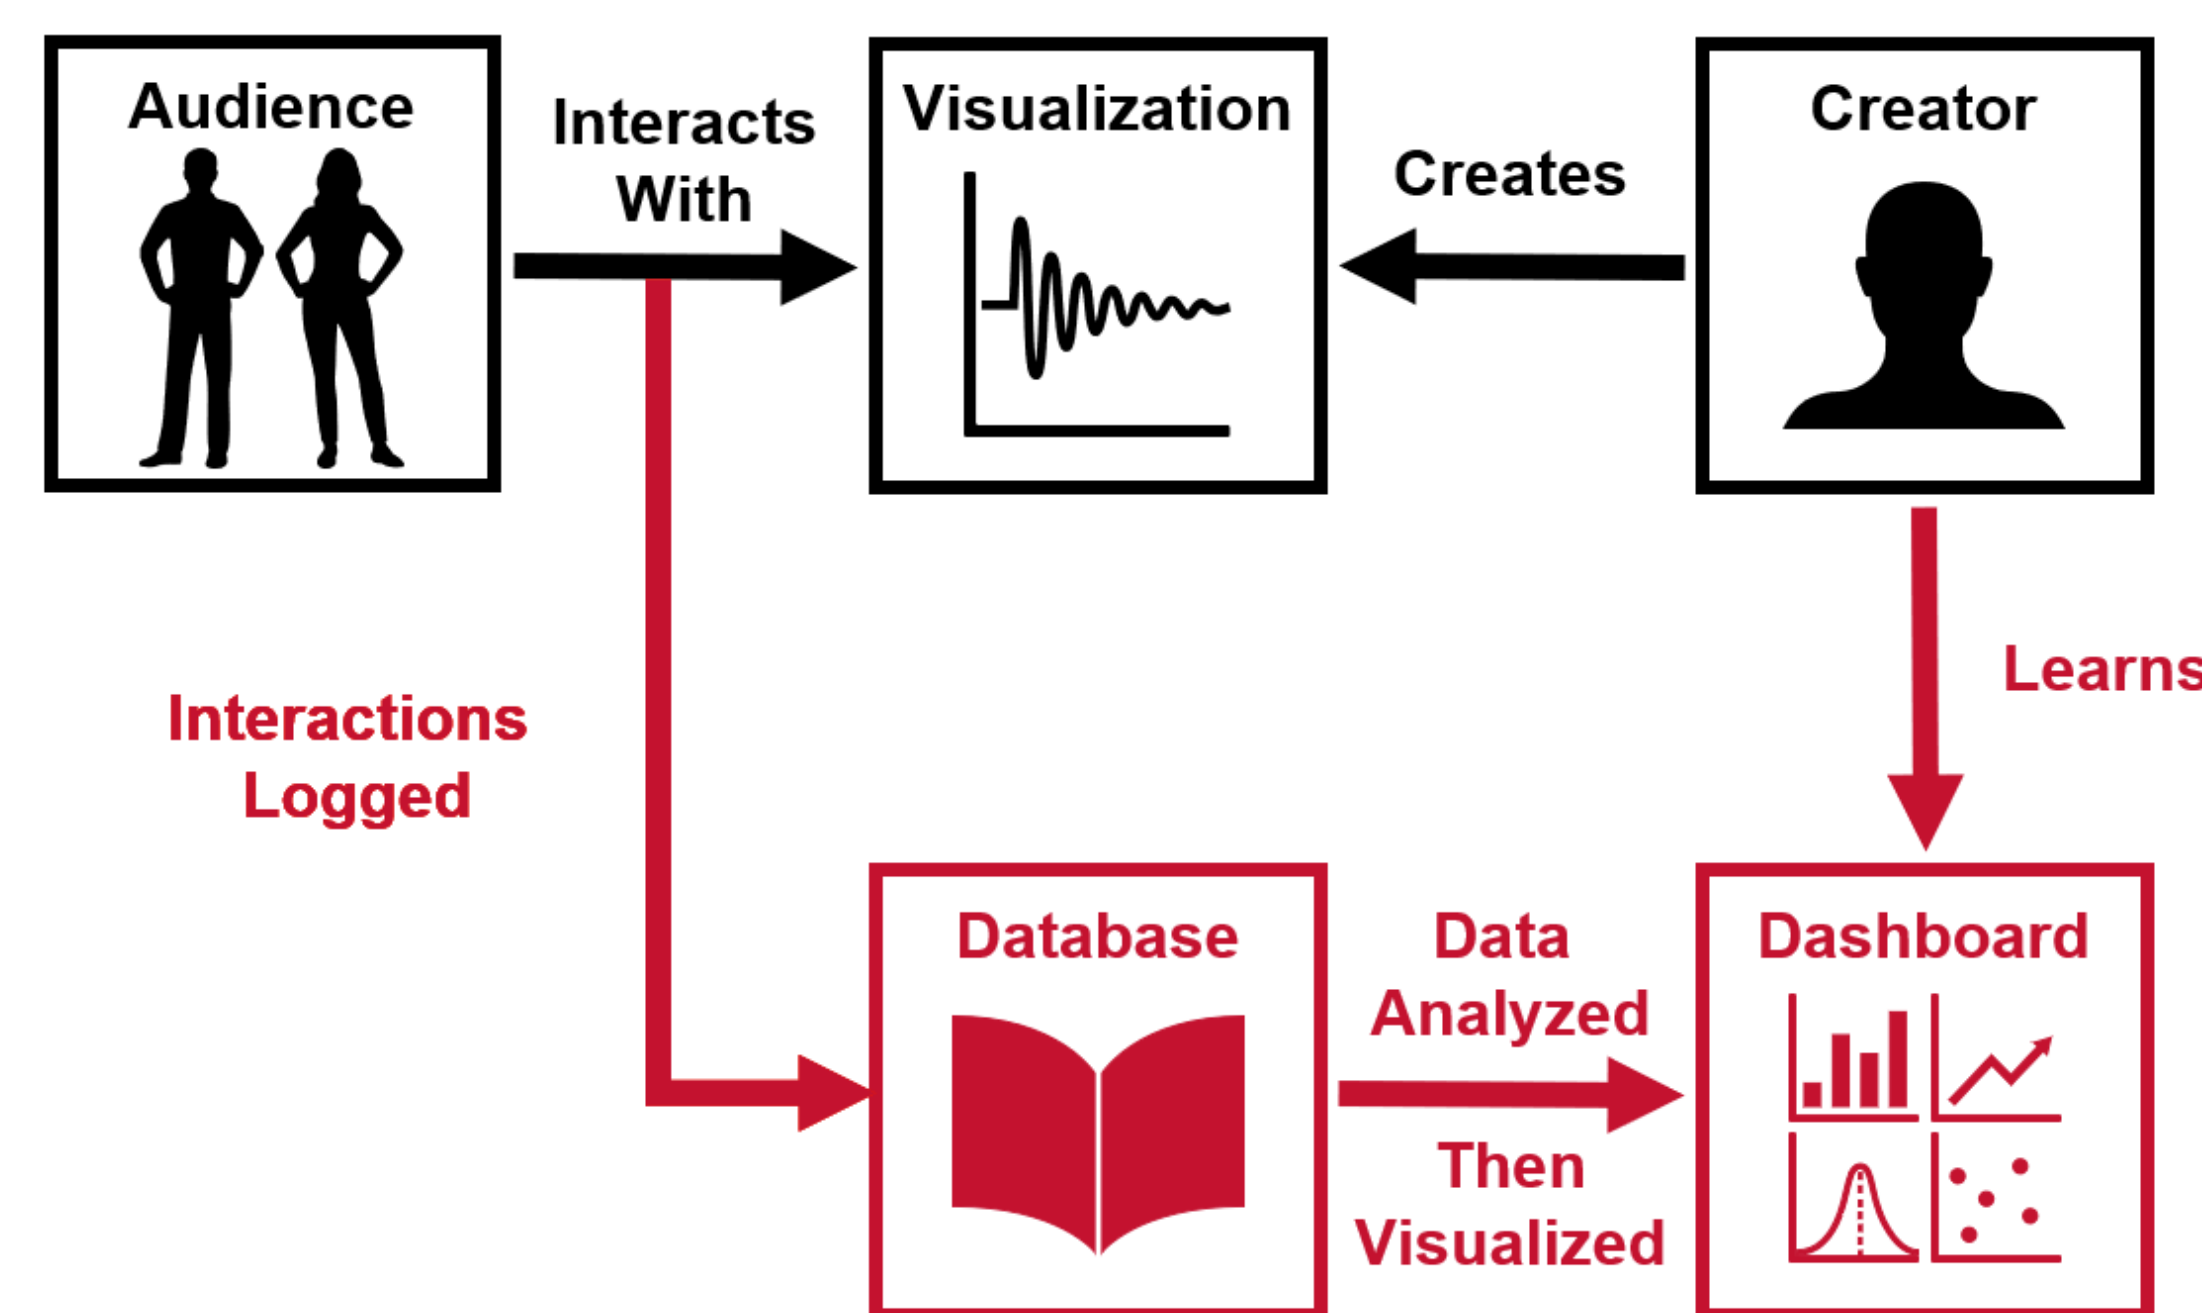 Audience
Interacts
With
Visualization
Creates
Creator
Interactions
Logged
Learns
Database
Data
Analyzed
Then
Visualized
Dashboard